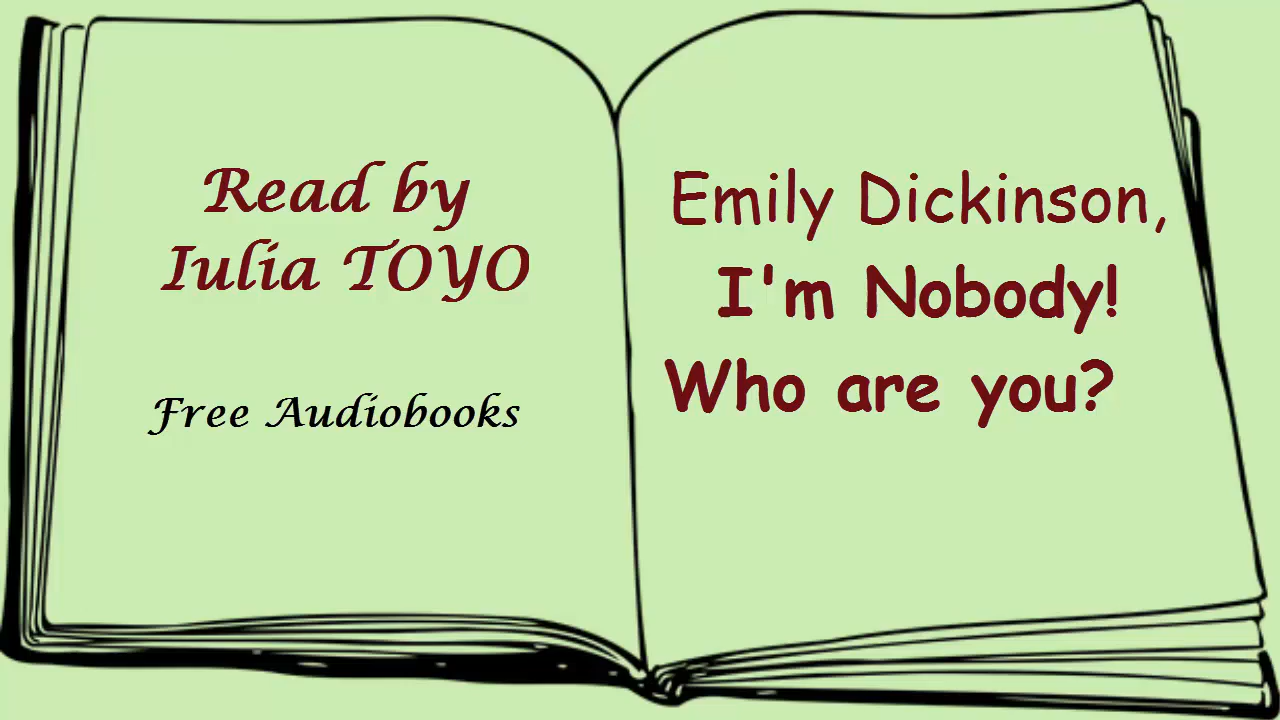 Read by
Iulia TOYO
Free Audiobooks
Emily Dickinson,
I'm Nobody!
Who are you?